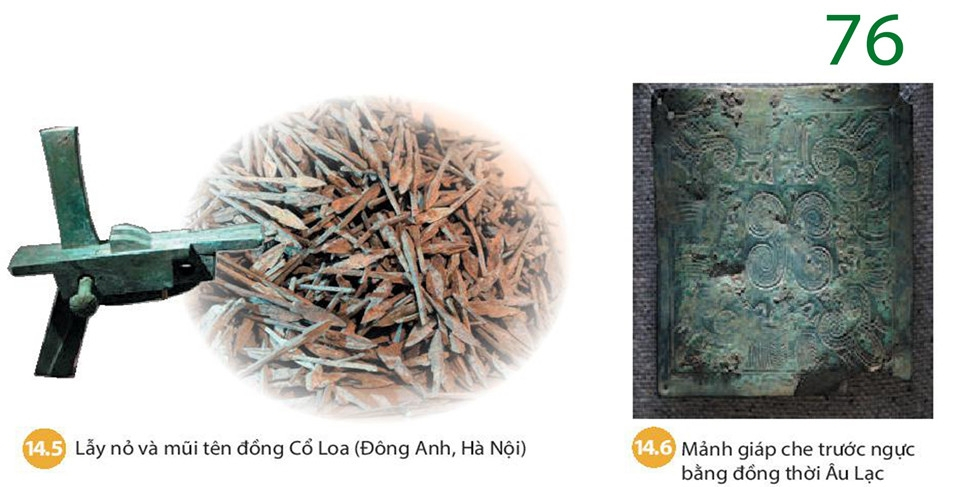 76
14.5 Lẫy nỏ và mũi tên đồng Cổ Loa (Đông Anh, Hà Nội)
14.6 Mảnh giáp che trước ngực
bằng đồng thời Âu Lạc